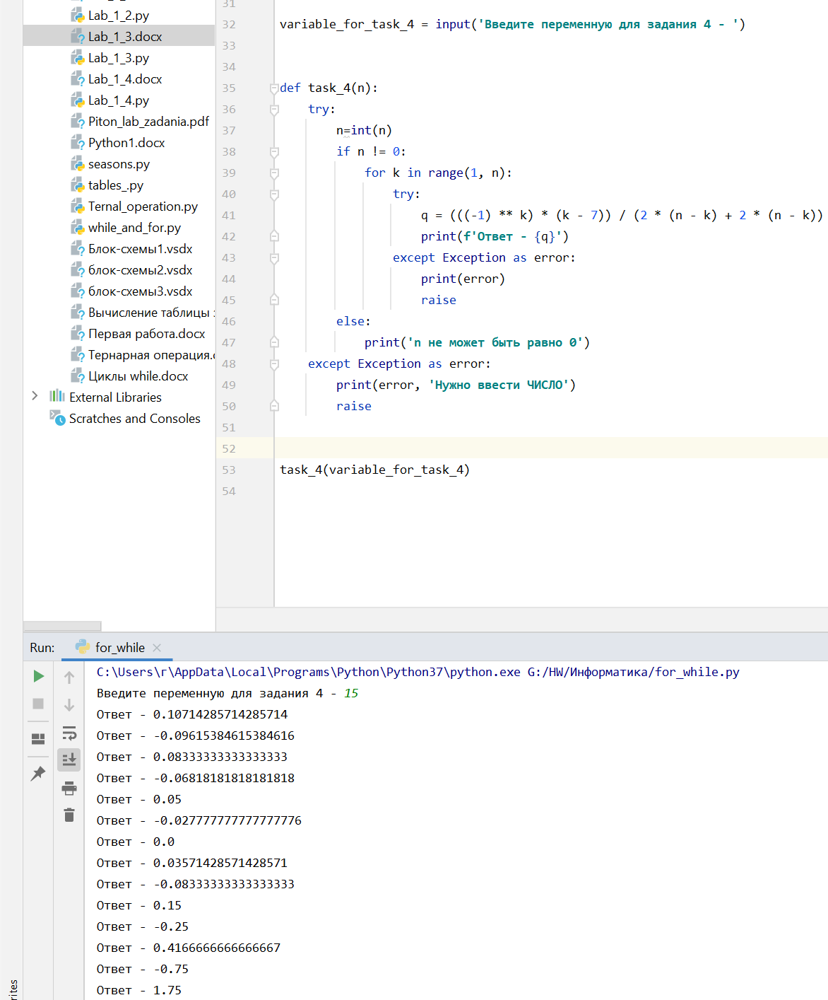 Lab_1_2.py
Lab_1_3.docx
Lab_1_3.py
Lab_1_4.docx
Lab_1_4.py
Piton_lab_zadania.pdf
Python1.docx
seasons.py
tables_.py
Ternal_operation.py
while_and_for.py
Блок-схемы1.vsdx
блок-схемы2.vsdx
блок-схемы3.vsdx
Вычисление таблицы
Первая работа.docx
Тернарная операция.
Циклы while.docx
External Libraries
Scratches and Consoles
31
32 variable_for_task_4 = input('Введите переменную для задания 4 - ')
33
34
35 def task_4(n):
36 try:
37 n=int(n)
38 if n != 0:
39 for k in range(1, n):
40 try:
41 q = (((-1) ** k) * (k - 7)) / (2 * (n - k) + 2 * (n - k))
42 print(f'Ответ - {q}')
43 except Exception as error:
44 print(error)
45 raise
46 else:
47 print('n не может быть равно 0')
48 except Exception as error:
49 print(error, 'Нужно ввести ЧИСЛО')
50 raise
51
52
53 task_4(variable_for_task_4)
54
Run: for_while
C:\Users\r\AppData\Local\Programs\Python\Python37\python.exe G:/HW/Информатика/for_while.py
Введите переменную для задания 4 - 15
Ответ - 0.10714285714285714
Ответ - -0.09615384615384616
Ответ - 0.08333333333333333
Ответ - -0.06818181818181818
Ответ - 0.05
Ответ - -0.027777777777777776
Ответ - 0.0
Ответ - 0.03571428571428571
Ответ - -0.08333333333333333
Ответ - 0.15
Ответ - -0.25
Ответ - 0.4166666666666667
Ответ - -0.75
Ответ - 1.75
rites